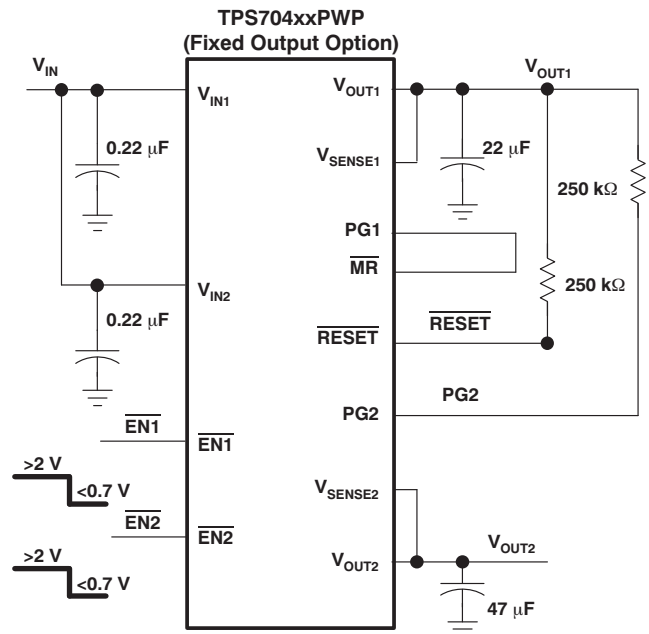 TPS704xxPWP
(Fixed Output Option)
VIN
VIN1
0.22 μF
VIN2
0.22 μF
EN1
EN1
>2 V
<0.7 V
EN2
EN2
>2 V
<0.7 V
VOUT1
VOUT1
VSENSE1
22 μF
250 kΩ
PG1
MR
250 kΩ
RESET
RESET
PG2
PG2
VSENSE2
VOUT2
VOUT2
47 μF